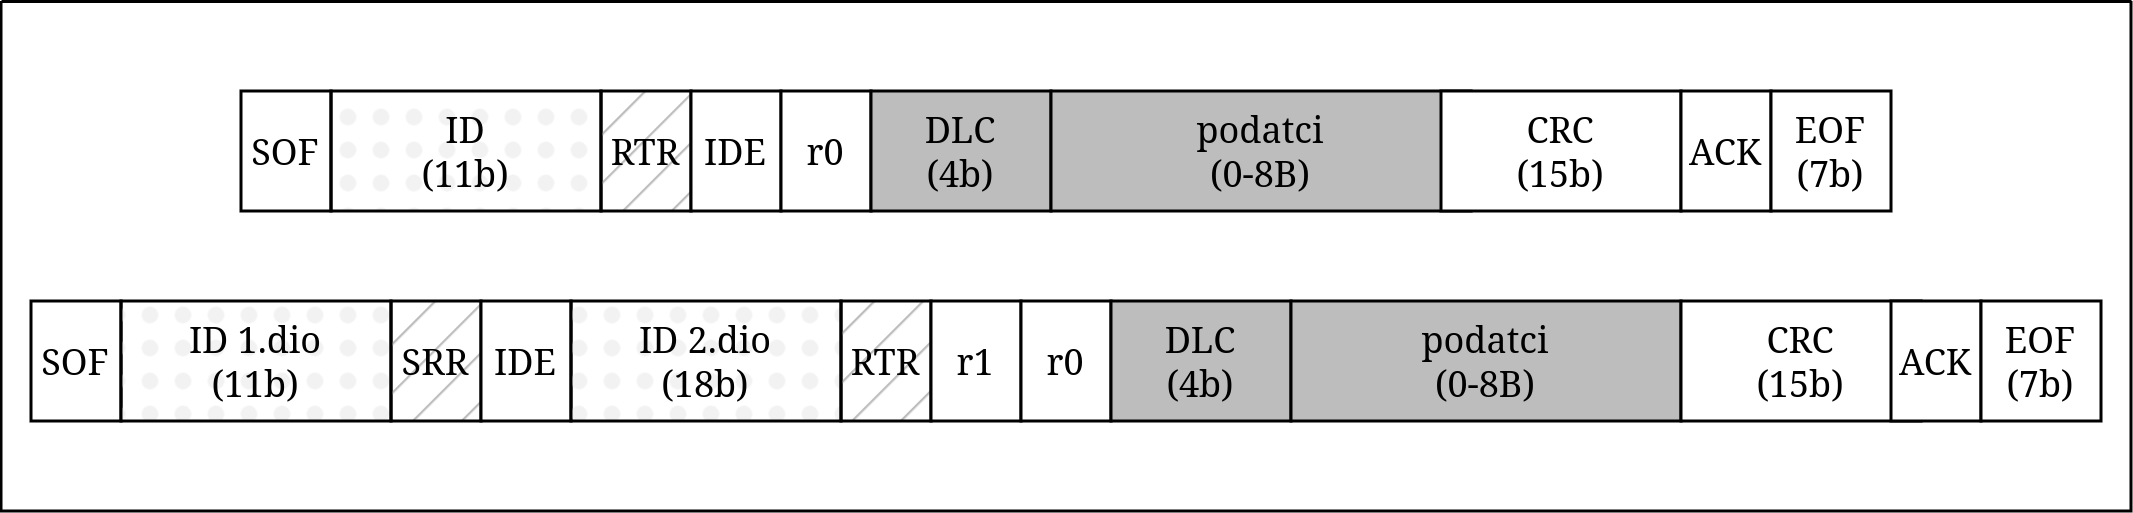 SOF
ID
(11b)
RTR
IDE
r0
DLC
(4b)
podatci
(0-8B)
CRC
(15b)
ACK
EOF
(7b)
SOF
ID 1.dio
(11b)
SRR
IDE
ID 2.dio
(18b)
RTR
r1
r0
DLC
(4b)
podatci
(0-8B)
CRC
(15b)
ACK
EOF
(7b)